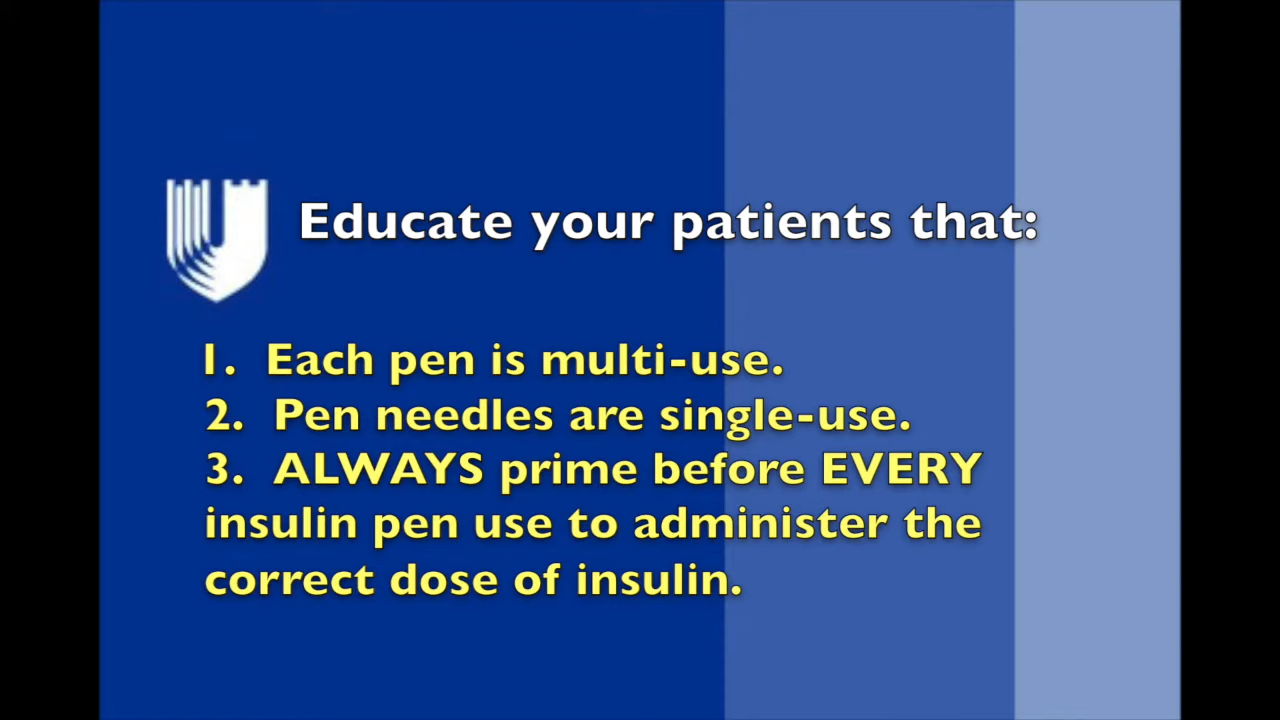 Educate your patients that:
1. Each pen is multi-use.
2. Pen needles are single-use.
3. ALWAYS prime before EVERY
insulin pen use to administer the
correct dose of insulin.